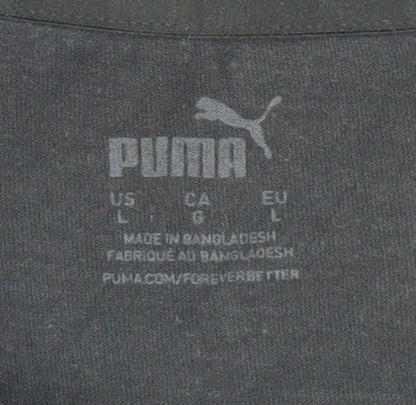 PUMA
US CA EU
L G L
MADE IN BANGLADESH
FABRIQUÉ AU BANGLADESH
PUMA.COM/FOREVERBETTER